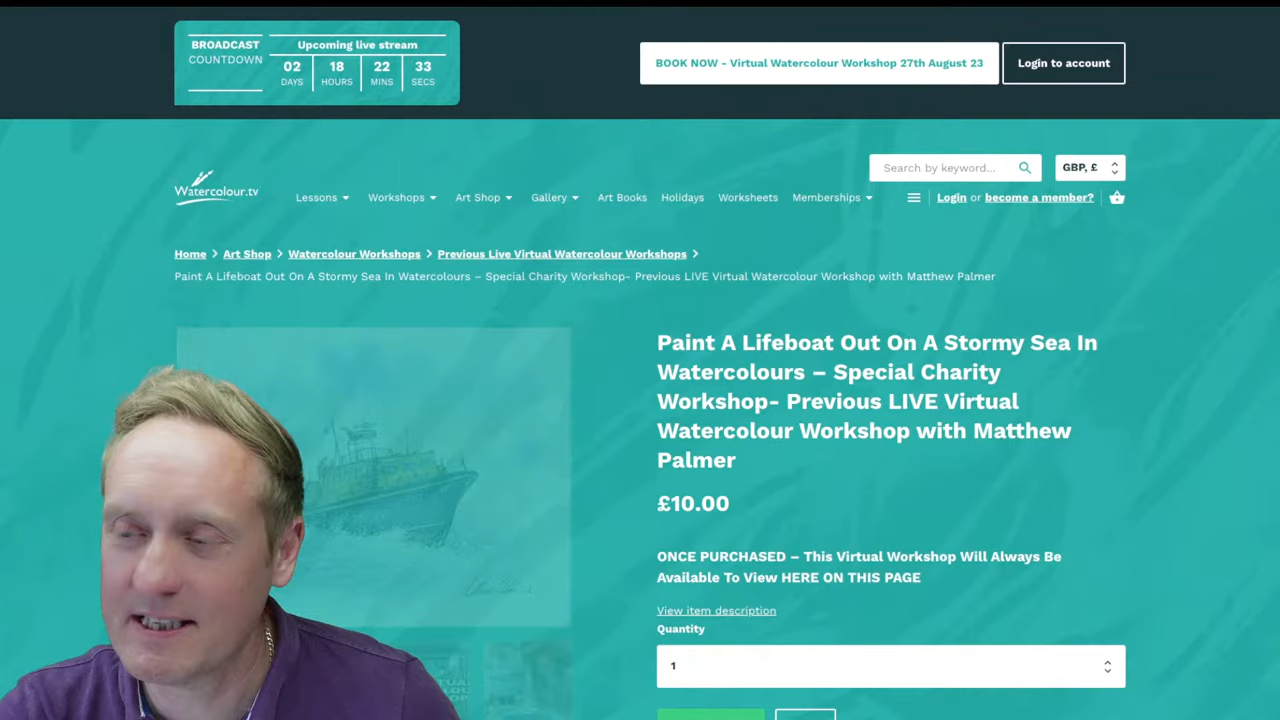 BROADCAST
COUNTDOWN
Upcoming live stream
02
18
22
33
DAYS
HOURS
MINS
SECS
BOOK NOW - Virtual Watercolour Workshop 27th August 23
Login to account
Search by keyword...
GBP, £
Watercolour.tv
Lessons
Workshops
Art Shop
Gallery
Art Books
Holidays
Worksheets
Memberships
Login or become a member?
Home
Art Shop
Watercolour Workshops
Previous Live Virtual Watercolour Workshops
Paint A Lifeboat Out On A Stormy Sea In Watercolours – Special Charity Workshop- Previous LIVE Virtual Watercolour Workshop with Matthew Palmer
Paint A Lifeboat Out On A Stormy Sea In
Watercolours – Special Charity
Workshop- Previous LIVE Virtual
Watercolour Workshop with Matthew
Palmer
£10.00
ONCE PURCHASED – This Virtual Workshop Will Always Be
Available To View HERE ON THIS PAGE
View item description
Quantity
1